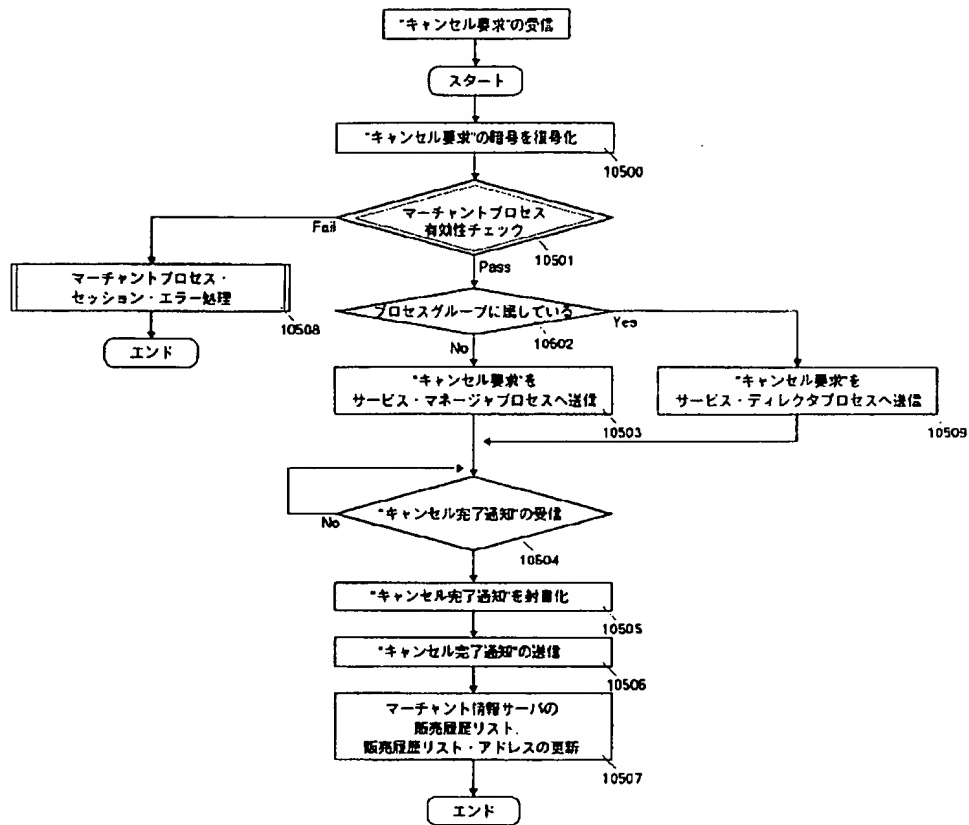 "キャンセル要求"の受信
スタート
"キャンセル要求"の暗号を復号化
10500
マーチャントプロセス
有効性チェック
10501
Fail
Pass
マーチャントプロセス・
セッション・エラー処理
10508
エンド
プロセスグループに属している
10502
Yes
No
"キャンセル要求"を
サービス・マネージャプロセスへ送信
10503
"キャンセル要求"を
サービス・ディレクタプロセスへ送信
10509
"キャンセル完了通知"の受信
No
10504
"キャンセル完了通知"を封書化
10505
"キャンセル完了通知"の送信
10506
マーチャント情報サーバの
販売履歴リスト、
販売履歴リスト・アドレスの更新
10507
エンド